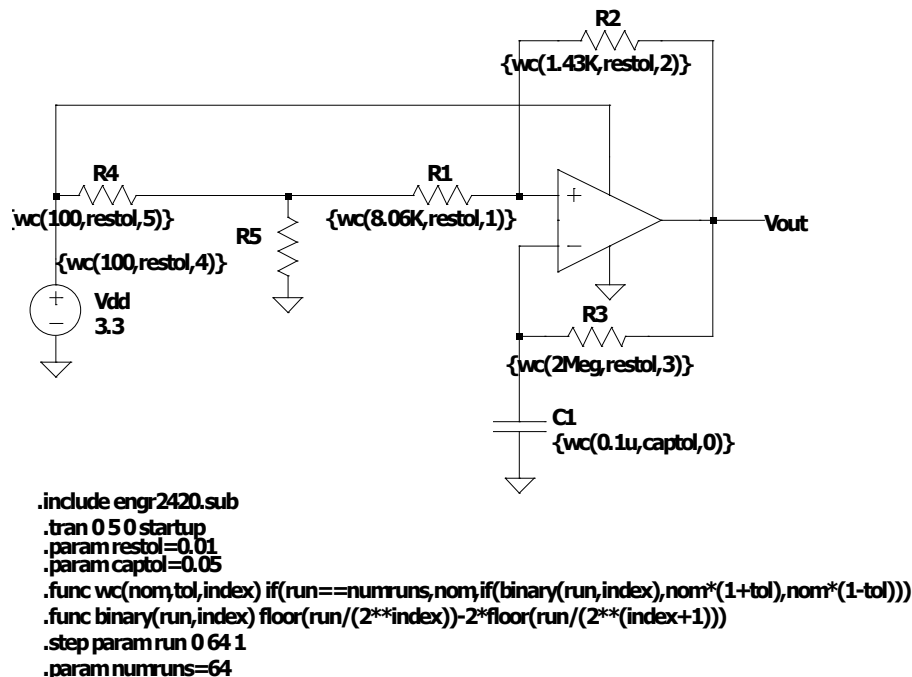 R2
{wc(1.43K,restol,2)}
R4
R1
{wc(100,restol,5)}
R5
{wc(8.06K,restol,1)}
+
−
Vout
{wc(100,restol,4)}
+
−
Vdd
3.3
R3
{wc(2Meg,restol,3)}
C1
{wc(0.1u,captol,0)}
.include engr2420.sub
.tran 0 5 0 startup
.param restol=0.01
.param captol=0.05
.func wc(nom,tol,index) if(run==numruns,nom,if(binary(run,index),nom*(1+tol),nom*(1-tol)))
.func binary(run,index) floor(run/(2**index))-2*floor(run/(2**(index+1)))
.step param run 0 64 1
.param numruns=64